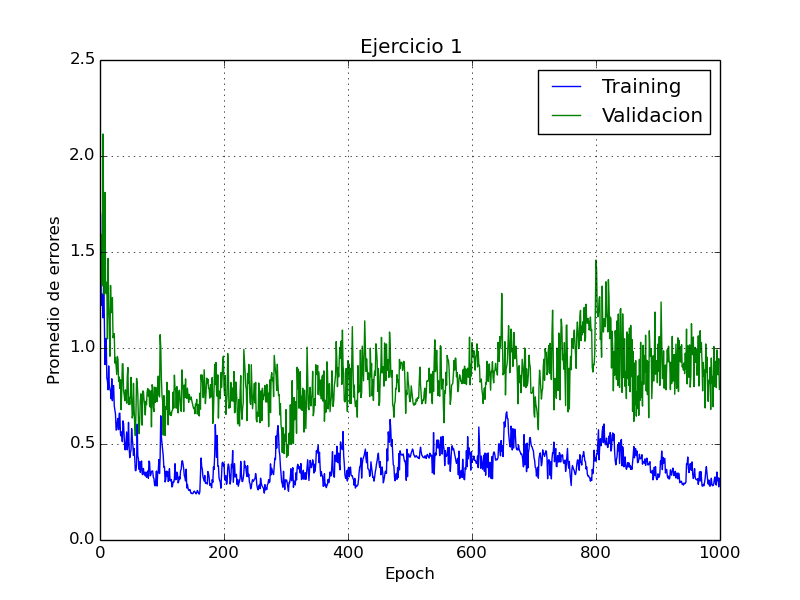 Ejercicio 1
Training
Validacion
Promedio de errores
2.5
2.0
1.5
1.0
0.5
0.0
0 200 400 600 800 1000
Epoch